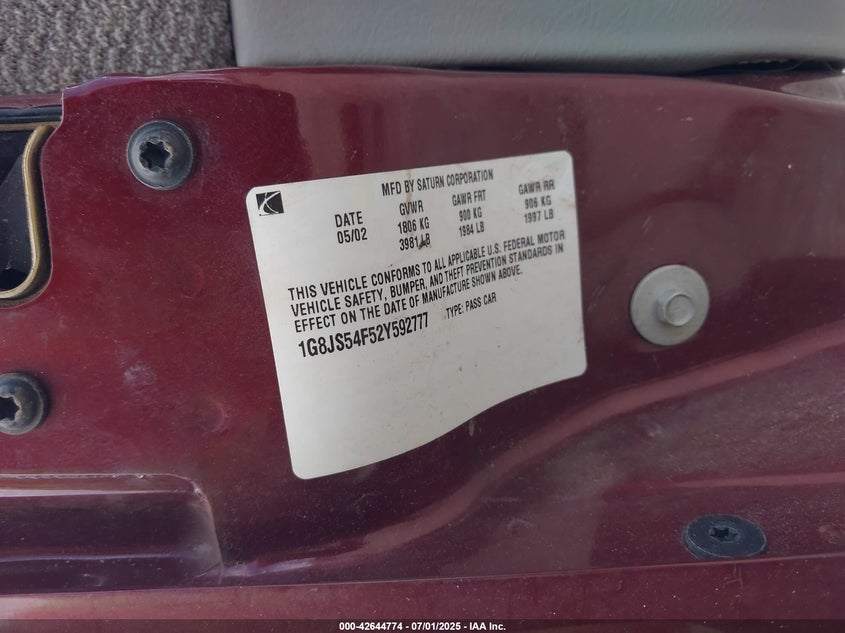 MFD BY SATURN CORPORATION
DATE GVWR GAWR FRT GAWR RR
05/02 1806 KG 900 KG 906 KG
3981 LB 1984 LB 1997 LB
THIS VEHICLE CONFORMS TO ALL APPLICABLE U.S. FEDERAL MOTOR
VEHICLE SAFETY, BUMPER, AND THEFT PREVENTION STANDARDS IN
EFFECT ON THE DATE OF MANUFACTURE SHOWN ABOVE.
1G8JS54F52Y592777 TYPE: PASS CAR
000-42644774 / 07/01/2025 - IAA Inc.